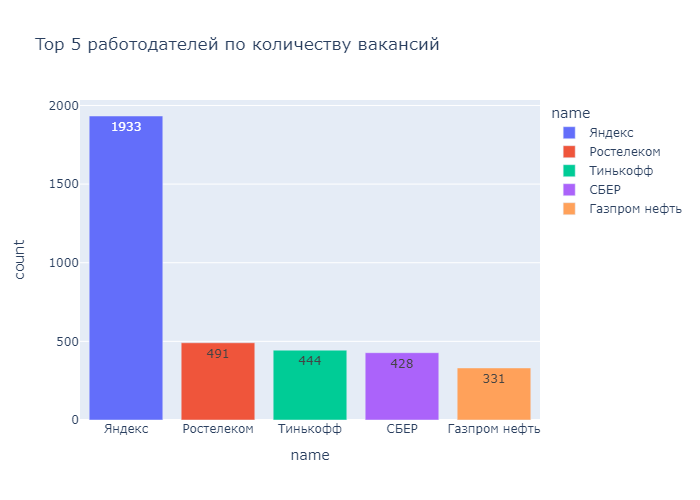 Top 5 работодателей по количеству вакансий
count
2000
1500
1000
500
0
1933
491
444
428
331
Яндекс
Ростелеком
Тинькофф
СБЕР
Газпром нефть
name
name
Яндекс
Ростелеком
Тинькофф
СБЕР
Газпром нефть